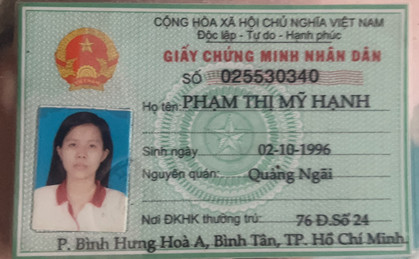 CỘNG HÒA XÃ HỘI CHỦ NGHĨA VIỆT NAM
Độc lập - Tự do - Hạnh phúc
GIẤY CHỨNG MINH NHÂN DÂN
SỐ 025530340
Họ tên: PHẠM THỊ MỸ HẠNH
Sinh ngày 02-10-1996
Nguyên quán: Quảng Ngãi
Nơi ĐKHK thường trú: 76 Đ.Số 24
P. Bình Hưng Hoà A, Bình Tân, TP. Hồ Chí Minh